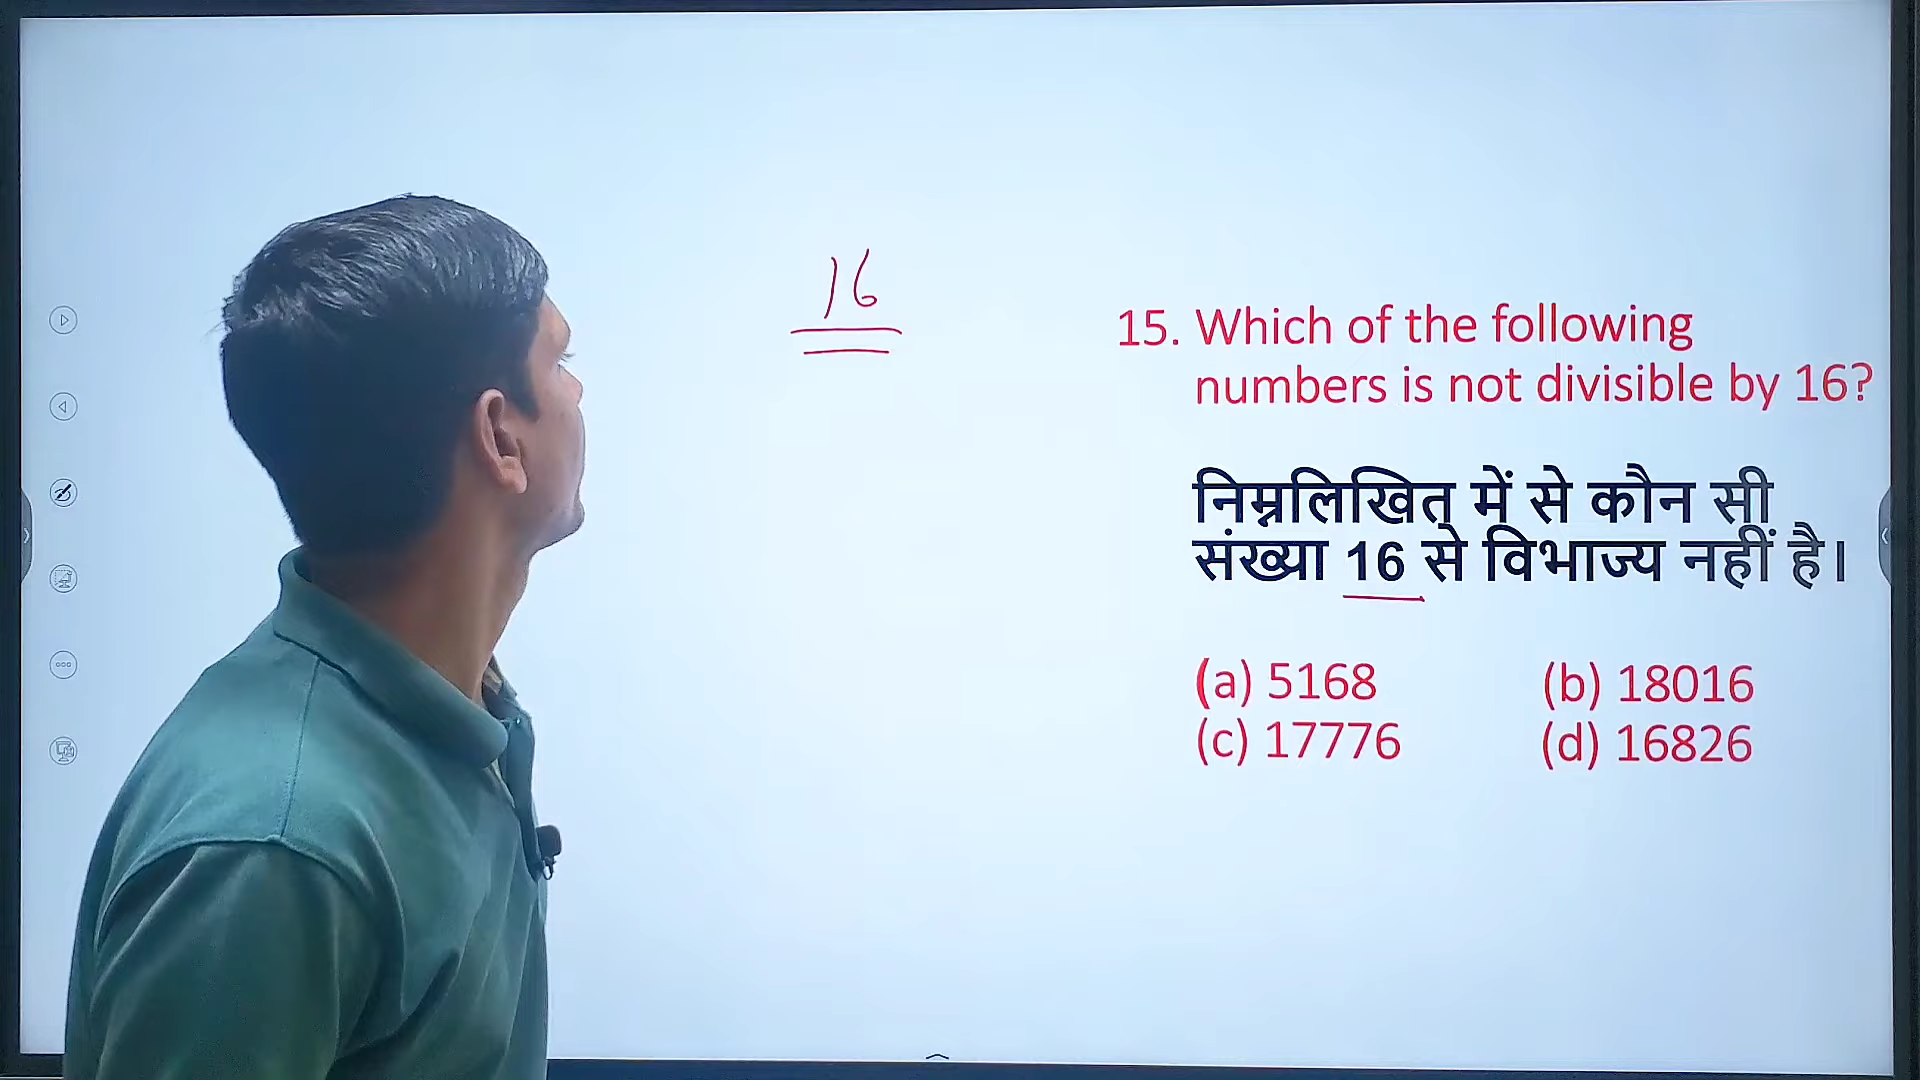 16
15. Which of the following
numbers is not divisible by 16?
निम्नलिखित में से कौन सी
संख्या 16 से विभाज्य नहीं है।
(a) 5168 (b) 18016
(c) 17776 (d) 16826